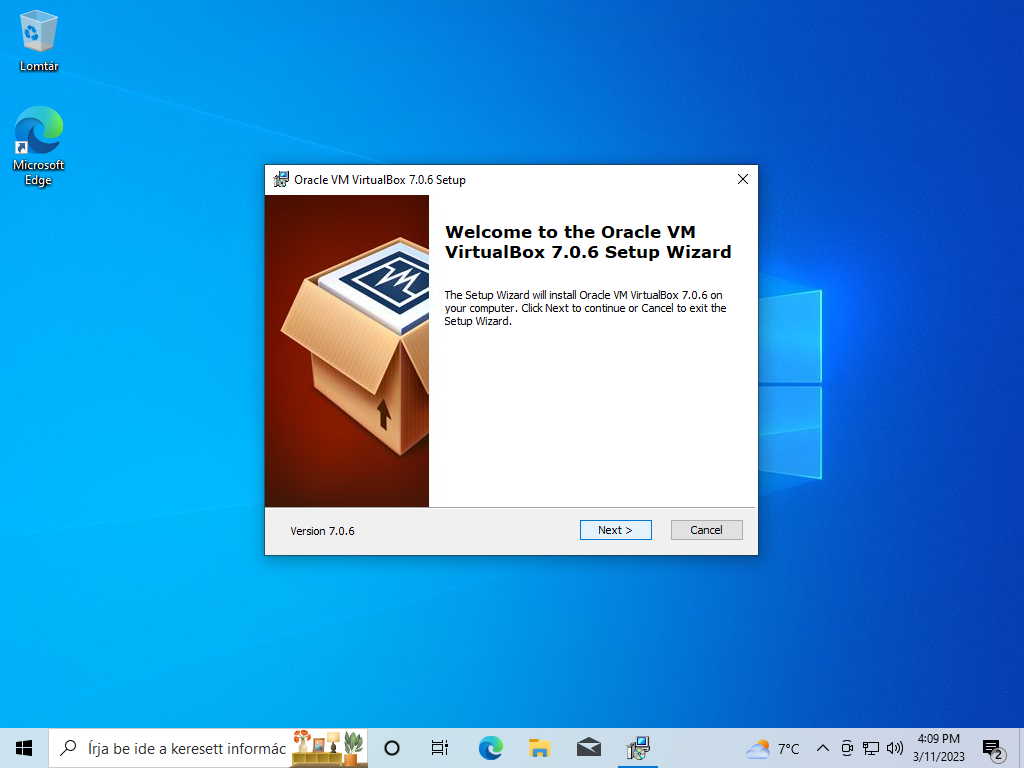 Lomtár
Microsoft
Edge
Oracle VM VirtualBox 7.0.6 Setup
Welcome to the Oracle VM
VirtualBox 7.0.6 Setup Wizard
The Setup Wizard will install Oracle VM VirtualBox 7.0.6 on
your computer. Click Next to continue or Cancel to exit the
Setup Wizard.
Version 7.0.6
Next >
Cancel
Írja be ide a keresett informác
7°C
4:09 PM
3/11/2023
2